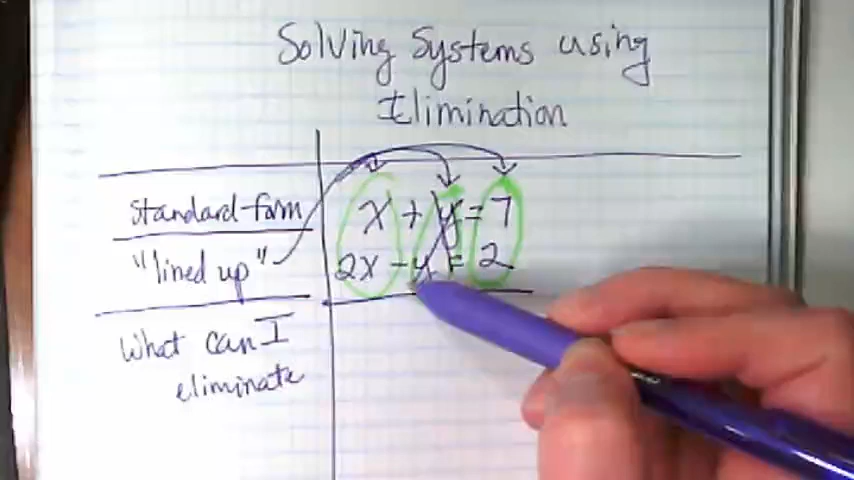 Solving Systems using
Elimination
Standard-form
x + y = 7
"lined up"
2x - y = 2
What can I
eliminate